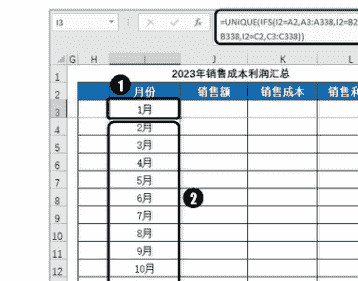 I3
=UNIQUE(IFS(I2=A2,A3:A338,I2=B2
B338,I2=C2,C3:C338))
G H I J K L
1 2023年销售成本利润汇总
2 月份 销售额 销售成本 销售利
3 1月
4 2月
5 3月
6 4月
7 5月
8 6月
9 7月
10 8月
11 9月
12 10月
1
2